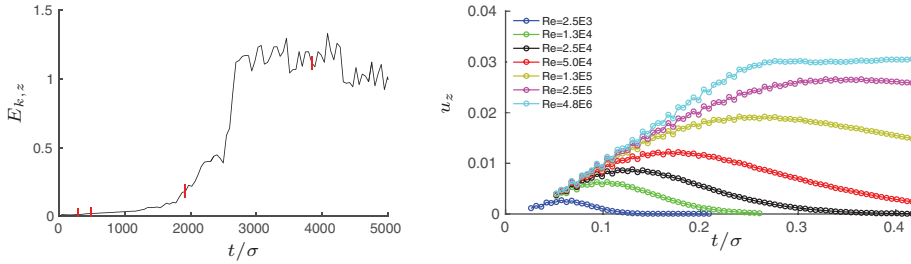 1.5
1
0.5
0
E_{k,z}
0 1000 2000 3000 4000 5000
t/σ
0.04
0.03
0.02
0.01
0
u_z
Re=2.5E3
Re=1.3E4
Re=2.5E4
Re=5.0E4
Re=1.3E5
Re=2.5E5
Re=4.8E6
0.1 0.2 0.3 0.4
t/σ